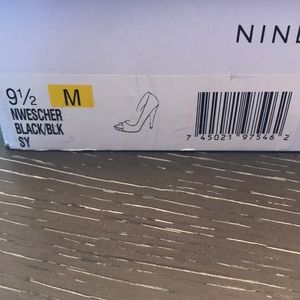 NINE
9½ M
NWESCHER
BLACK/BLK
SY
7 45021 97546 2